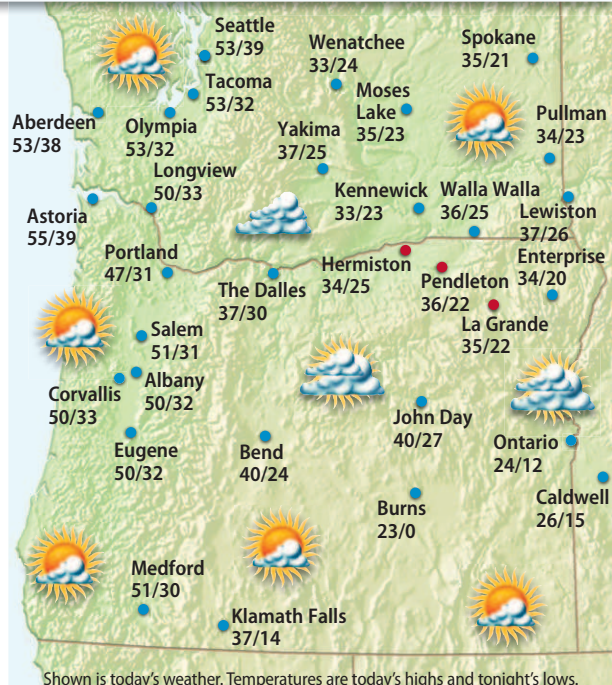 Seattle
53/39
Wenatchee
33/24
Spokane
35/21
Tacoma
53/32
Moses
Lake
35/23
Aberdeen
53/38
Olympia
53/32
Yakima
37/25
Pullman
34/23
Longview
50/33
Kennewick
33/23
Walla Walla
36/25
Lewiston
37/26
Astoria
55/39
Portland
47/31
The Dalles
37/30
Hermiston
34/25
Pendleton
36/22
Enterprise
34/20
La Grande
35/22
Salem
51/31
Corvallis
50/33
Albany
50/32
John Day
40/27
Eugene
50/32
Bend
40/24
Ontario
24/12
Burns
23/0
Caldwell
26/15
Medford
51/30
Klamath Falls
37/14
Shown is today's weather. Temperatures are today's highs and tonight's lows.